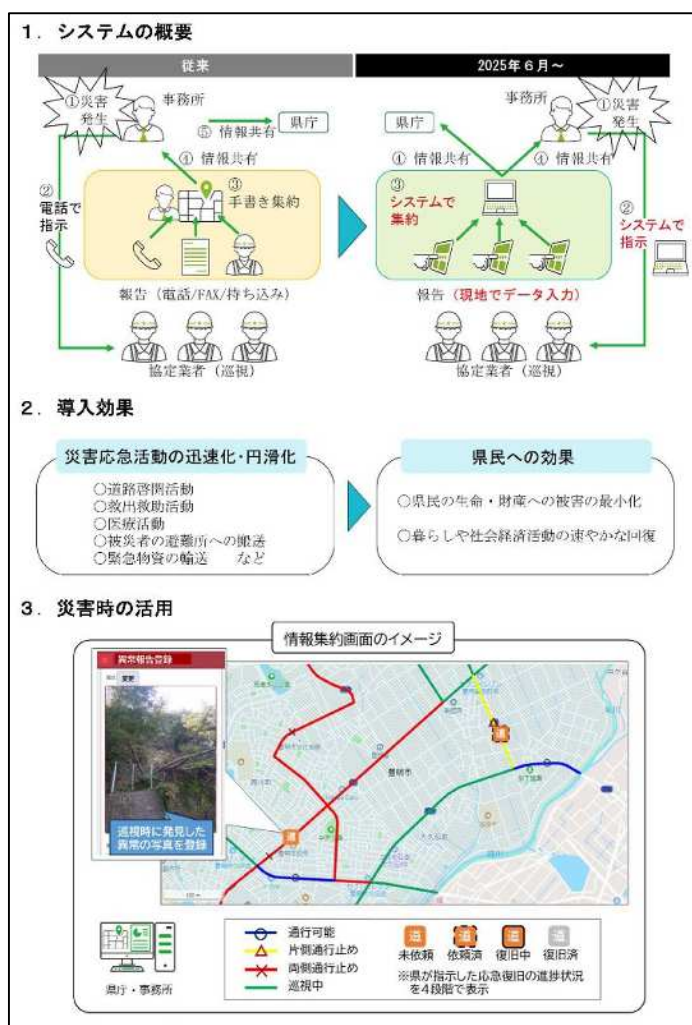 1．システムの概要
従来
2025年6月～
①災害
発生
事務所
⑤ 情報共有
県庁
④ 情報共有
②
電話で
指示
③
手書き集約
報告（電話/FAX/持ち込み）
協定業者（巡視）
県庁
事務所
①災害
発生
④ 情報共有
④ 情報共有
③
システムで
集約
②
システムで
指示
報告（現地でデータ入力）
協定業者（巡視）
2．導入効果
災害応急活動の迅速化・円滑化
○道路啓開活動
○救出救助活動
○医療活動
○被災者の避難所への搬送
○緊急物資の輸送　など
県民への効果
○県民の生命・財産への被害の最小化
○暮らしや社会経済活動の速やかな回復
3．災害時の活用
情報集約画面のイメージ
異常報告登録
変更
巡視時に発見した
異常の写真を登録
豊明市
道
道
県庁・事務所
通行可能
片側通行止め
両側通行止め
巡視中
道 道 道 道
未依頼 依頼済 復旧中 復旧済
※県が指示した応急復旧の進捗状況
を4段階で表示